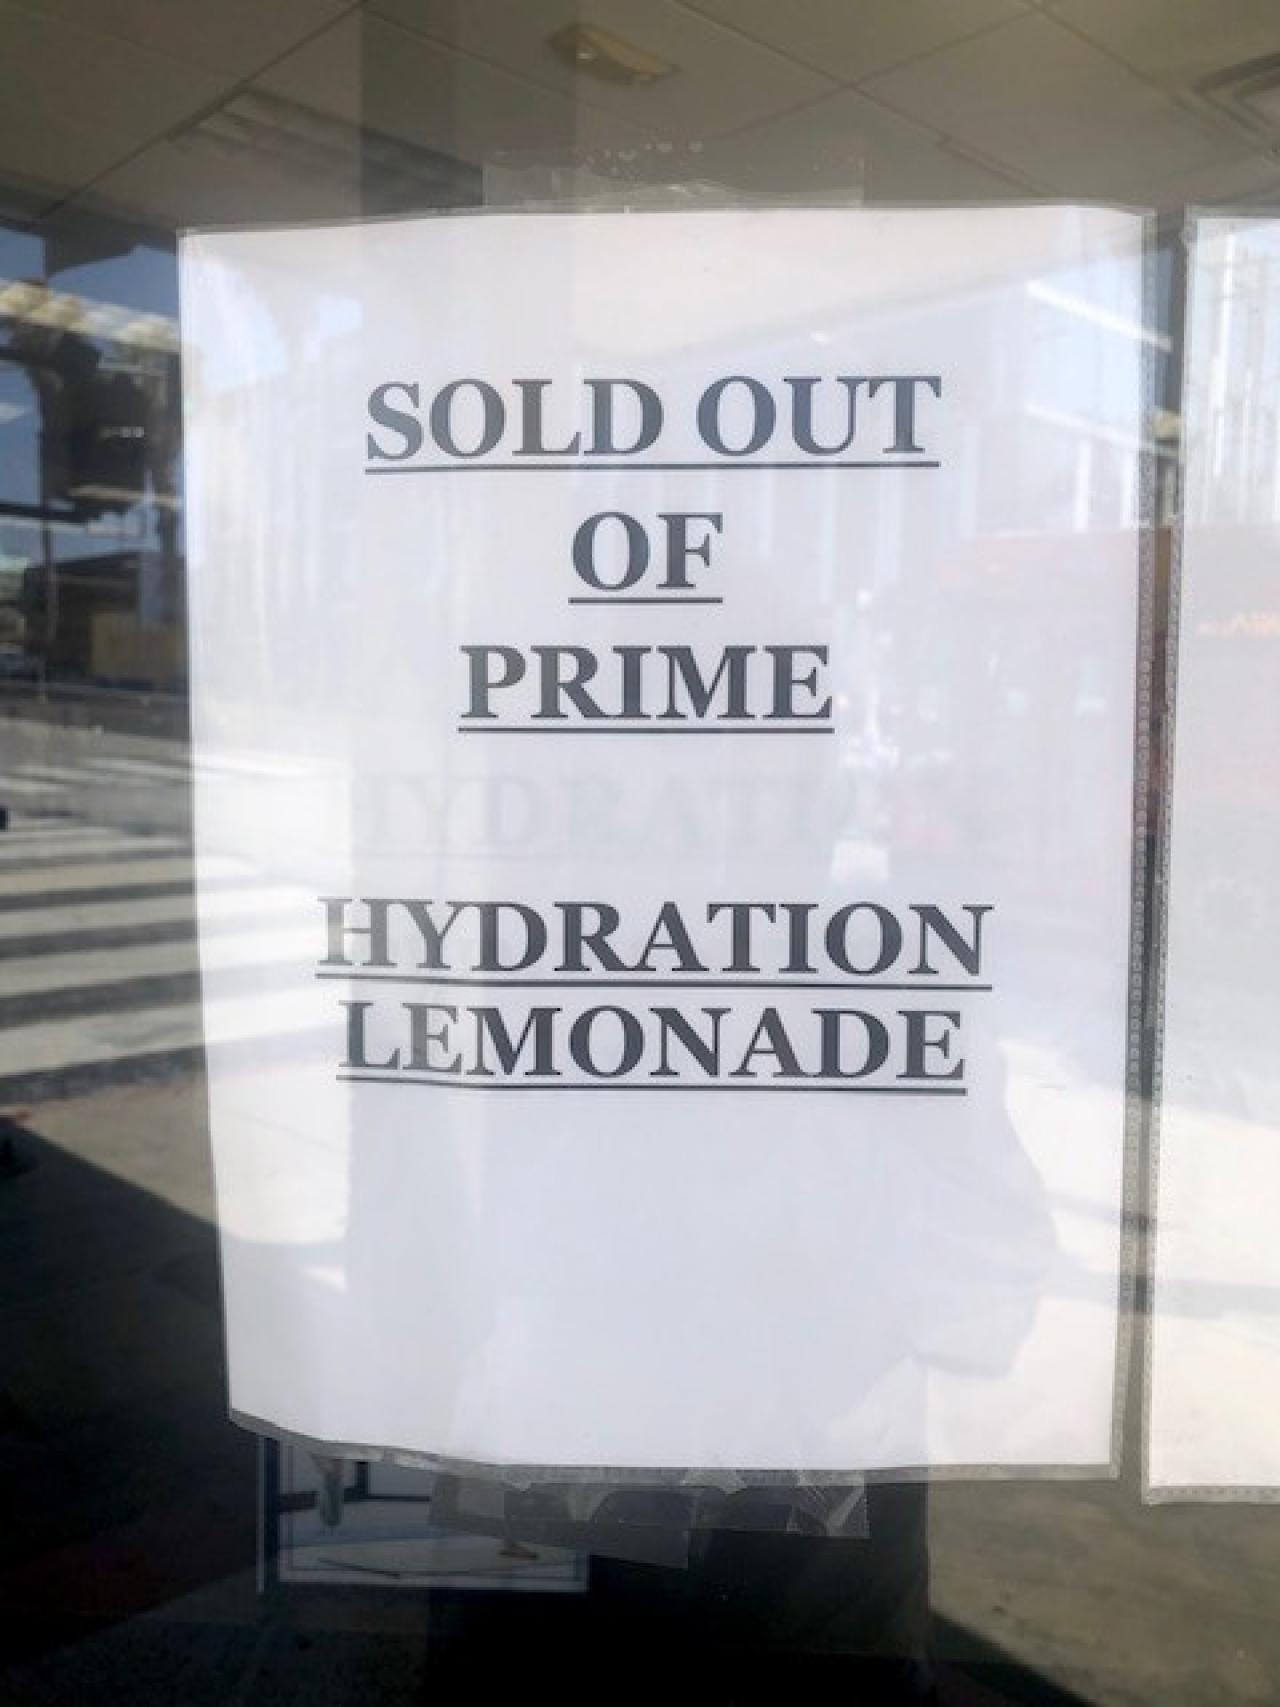 SOLD OUT
OF
PRIME
HYDRATION
LEMONADE